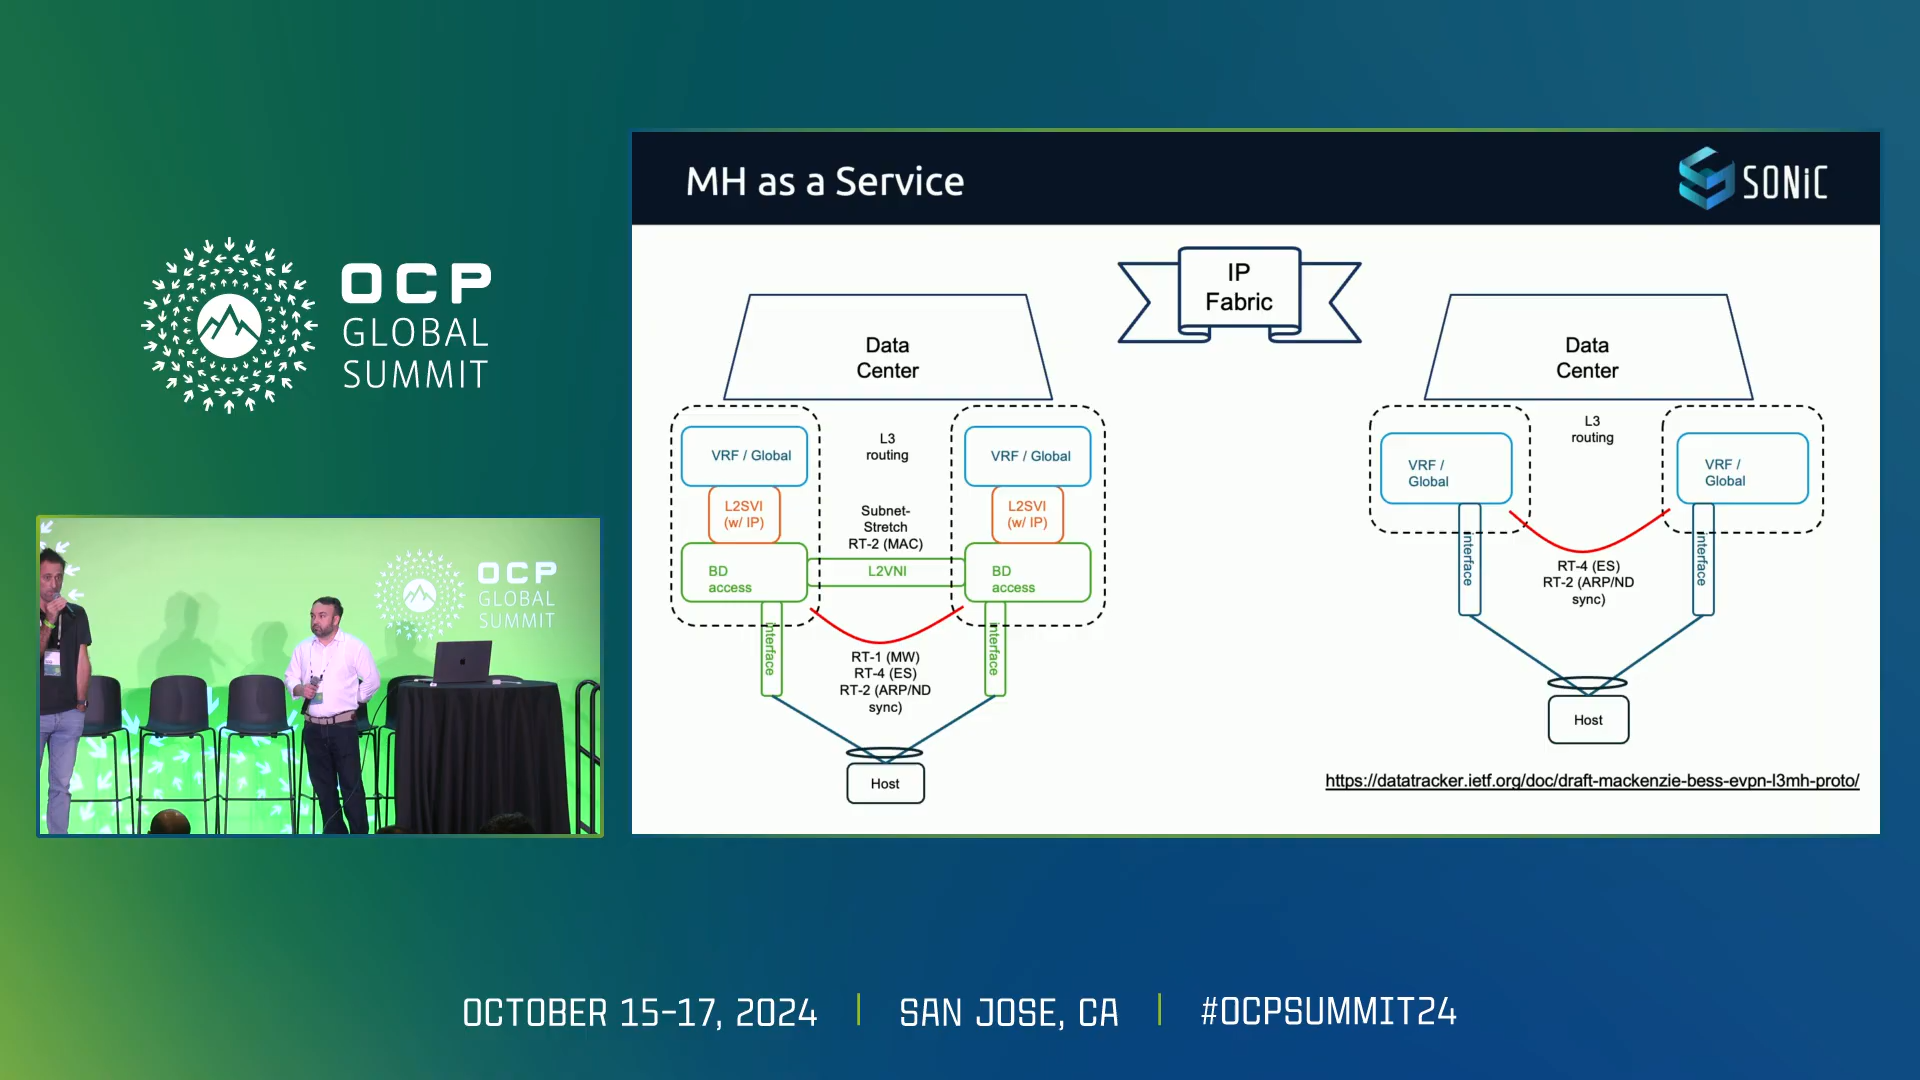 OCP
GLOBAL
SUMMIT
OCP
GLOBAL
SUMMIT
MH as a Service
SONiC
IP
Fabric
Data
Center
VRF / Global
L3
routing
VRF / Global
L2SVI
(w/ IP)
Subnet-
Stretch
RT-2 (MAC)
L2SVI
(w/ IP)
BD
access
L2VNI
BD
access
interface
interface
RT-1 (MW)
RT-4 (ES)
RT-2 (ARP/ND
sync)
Host
Data
Center
L3
routing
VRF /
Global
VRF /
Global
interface
interface
RT-4 (ES)
RT-2 (ARP/ND
sync)
Host
https://datatracker.ietf.org/doc/draft-mackenzie-bess-evpn-l3mh-proto/
OCTOBER 15-17, 2024 | SAN JOSE, CA | #OCPSUMMIT24